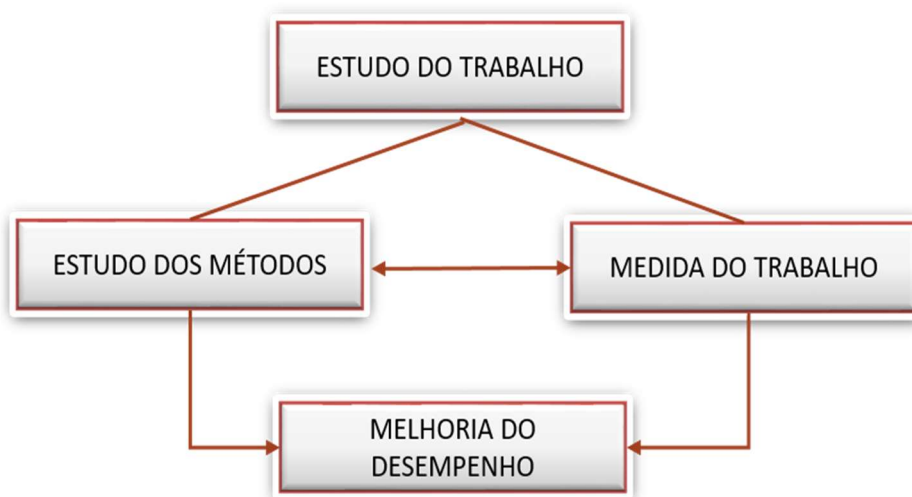 ESTUDO DO TRABALHO
ESTUDO DOS MÉTODOS
MEDIDA DO TRABALHO
MELHORIA DO
DESEMPENHO